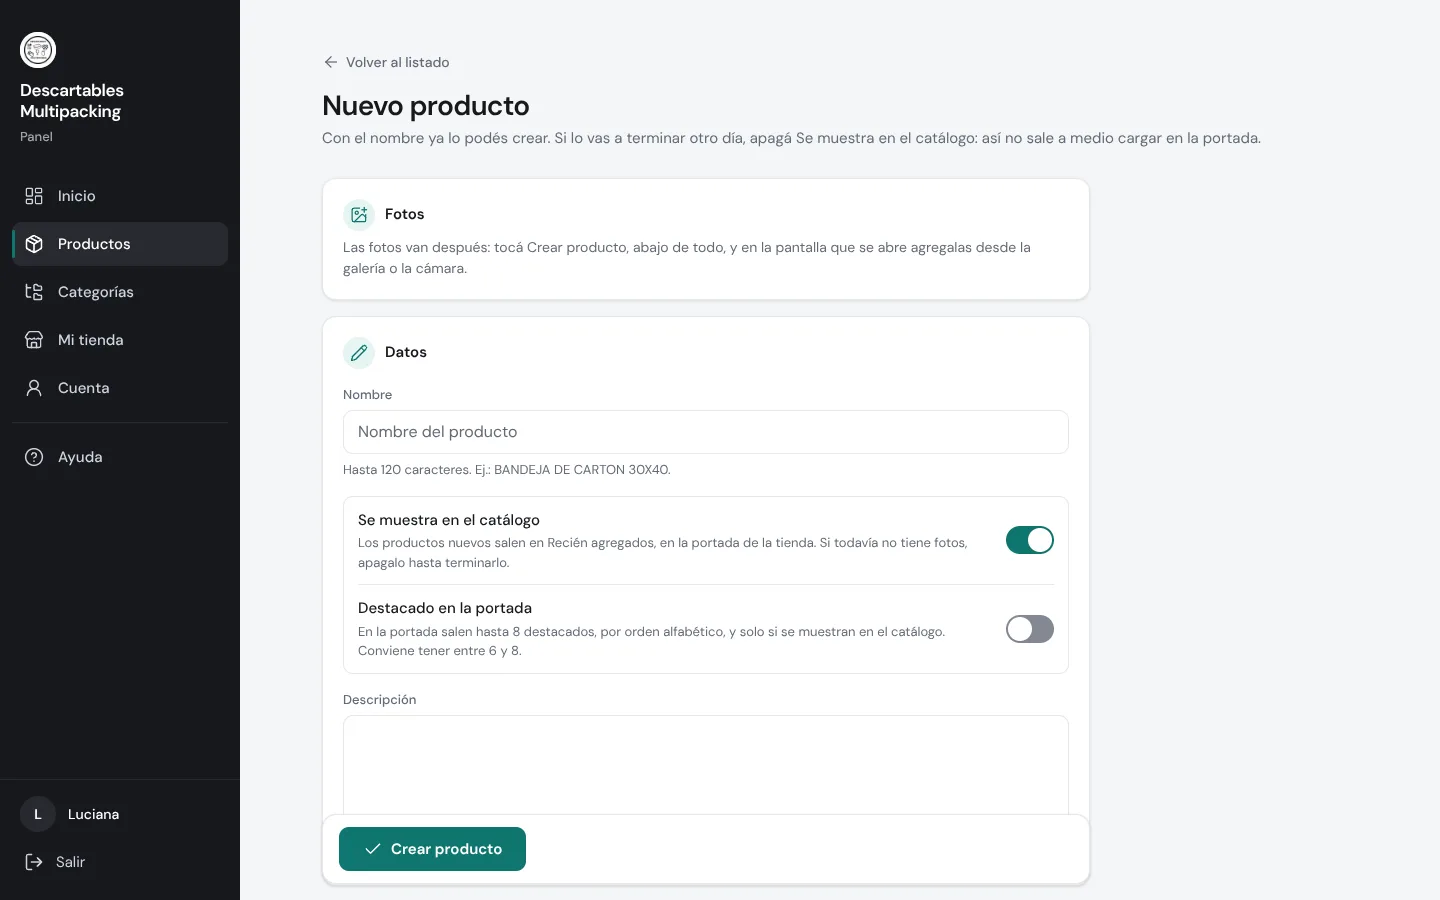 Descartables
Multipacking
Panel
Inicio
Productos
Categorías
Mi tienda
Cuenta
Ayuda
L
Luciana
Salir
Volver al listado
Nuevo producto
Con el nombre ya lo podés crear. Si lo vas a terminar otro día, apagá Se muestra en el catálogo: así no sale a medio cargar en la portada.
Fotos
Las fotos van después: tocá Crear producto, abajo de todo, y en la pantalla que se abre agregalas desde la
galería o la cámara.
Datos
Nombre
Nombre del producto
Hasta 120 caracteres. Ej.: BANDEJA DE CARTON 30X40.
Se muestra en el catálogo
Los productos nuevos salen en Recién agregados, en la portada de la tienda. Si todavía no tiene fotos,
apagalo hasta terminarlo.
Destacado en la portada
En la portada salen hasta 8 destacados, por orden alfabético, y solo si se muestran en el catálogo.
Conviene tener entre 6 y 8.
Descripción
Crear producto